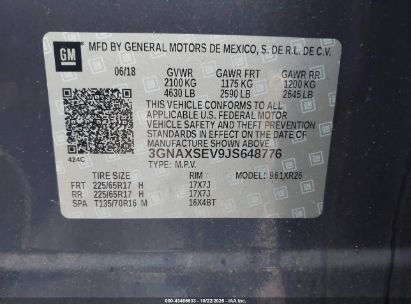 GM
MFD BY GENERAL MOTORS DE MEXICO, S. DE R.L. DE C.V.
06/18 GVWR GAWR FRT GAWR RR
2100 KG 1175 KG 1200 KG
4630 LB 2590 LB 2645 LB
THIS VEHICLE CONFORMS TO ALL
APPLICABLE U.S. FEDERAL MOTOR
VEHICLE SAFETY, BUMPER, AND THEFT PREVENTION
STANDARDS IN EFFECT ON THE DATE OF
MANUFACTURE SHOWN ABOVE.
424C 3GNAXSEV9JS648776
TYPE: M.P.V. MODEL: 961XR26
TIRE SIZE RIM
FRT 225/65R17 H 17X7J
RR 225/65R17 H 17X7J
SPA T135/70R16 M 16X4BT